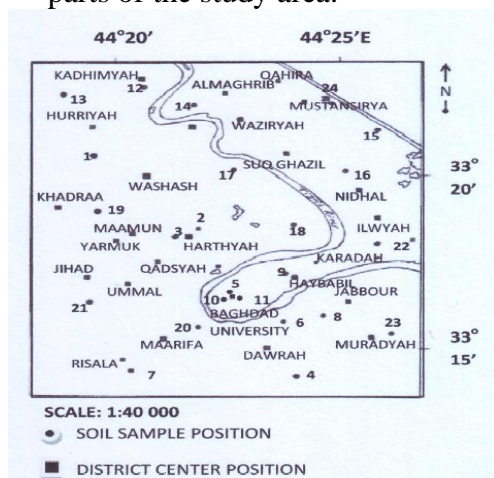 parts of the study area.
44°20' 44°25'E
KADHIMYAH QAHIRA
12 ALMAGHRIB 24
13 14 MUSTANSIRYA
HURRIYAH WAZIRYAH
15
N
1 SUQ GHAZIL
17 16 33°
WASHASH NIDHAL 20'
KHADRAA
19 2 ILWYAH
MAAMUN 3 18
YARMUK HARTHYAH 22
KARADAH
JIHAD QADSYAH 9
UMMAL 5 HAYBABIL
21 10 11 JABBOUR
BAGHDAD
20 UNIVERSITY 6 8 23
MAARIFA DAWRAH MURADYAH 33°
15'
RISALA
7 4
SCALE: 1:40 000
SOIL SAMPLE POSITION
DISTRICT CENTER POSITION